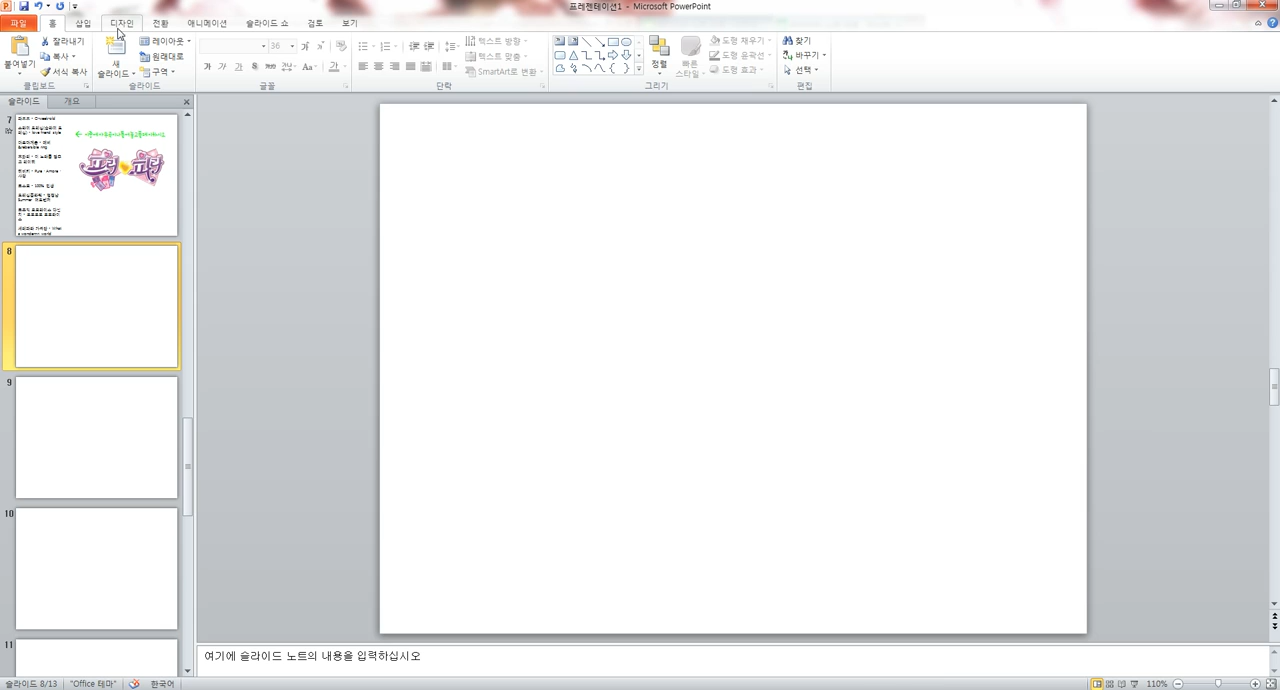 프레젠테이션1 - Microsoft PowerPoint
파일 홈 삽입 디자인 전환 애니메이션 슬라이드 쇼 검토 보기
붙여넣기
잘라내기
복사
서식 복사
클립보드
새 슬라이드
레이아웃
원래대로
구역
슬라이드
36
가 가 가 S 가
글꼴
텍스트 방향
텍스트 맞춤
SmartArt로 변환
단락
정렬
빠른 스타일
도형 채우기
도형 윤곽선
도형 효과
그리기
찾기
바꾸기
선택
편집
슬라이드 개요
7
프리 파라
8
9
10
11
여기에 슬라이드 노트의 내용을 입력하십시오
슬라이드 8/13 "Office 테마" 한국어 110%